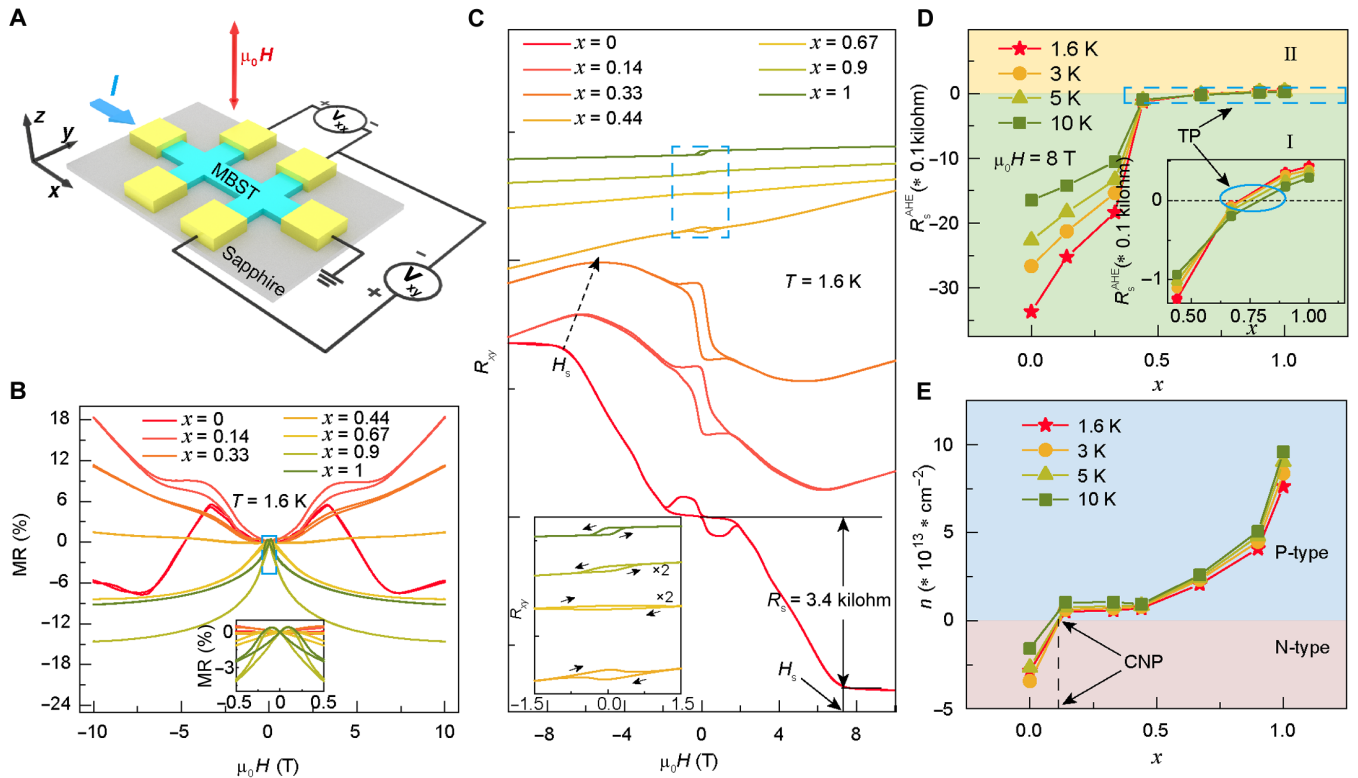 A
μ₀H
I
z
y
x
MBST
Sapphire
Vxx
+
-
Vxy
+
-
B
x = 0
x = 0.14
x = 0.33
x = 0.44
x = 0.67
x = 0.9
x = 1
T = 1.6 K
MR (%)
18
12
6
0
−6
−12
−18
−24
MR (%)
0
−3
−0.5 0 0.5
−10 −5 0 5 10
μ₀H (T)
C
x = 0
x = 0.14
x = 0.33
x = 0.44
x = 0.67
x = 0.9
x = 1
T = 1.6 K
Rxy
Hs
Rs = 3.4 kilohm
Hs
Rxy
×2
×2
−1.5 0.0 1.5
−8 −4 0 4 8
μ₀H (T)
D
1.6 K
3 K
5 K
10 K
μ₀H = 8 T
II
I
TP
RsAHE (* 0.1 kilohm)
0
−10
−20
−30
RsAHE (* 0.1 kilohm)
0
−1
0.50 0.75 1.00
x
0.0 0.5 1.0
x
E
1.6 K
3 K
5 K
10 K
P-type
N-type
CNP
n (* 10¹³ * cm⁻²)
10
5
0
−5
0.0 0.5 1.0
x